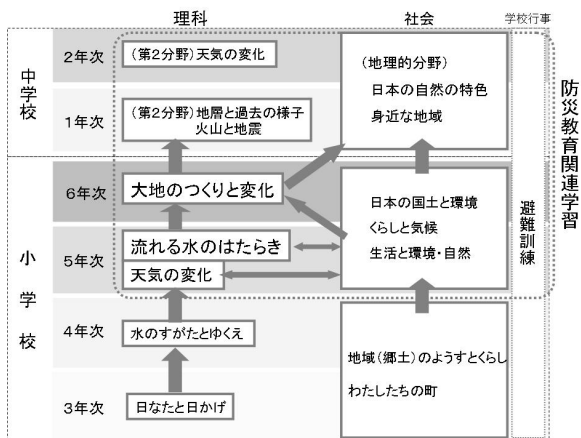 理科
社会
学校行事
中学校
2年次
(第2分野)天気の変化
(地理的分野)
日本の自然の特色
身近な地域
1年次
(第2分野)地層と過去の様子
火山と地震
防災教育関連学習
小学校
6年次
大地のつくりと変化
日本の国土と環境
くらしと気候
生活と環境・自然
避難訓練
5年次
流れる水のはたらき
天気の変化
4年次
水のすがたとゆくえ
地域(郷土)のようすとくらし
わたしたちの町
3年次
日なたと日かげ